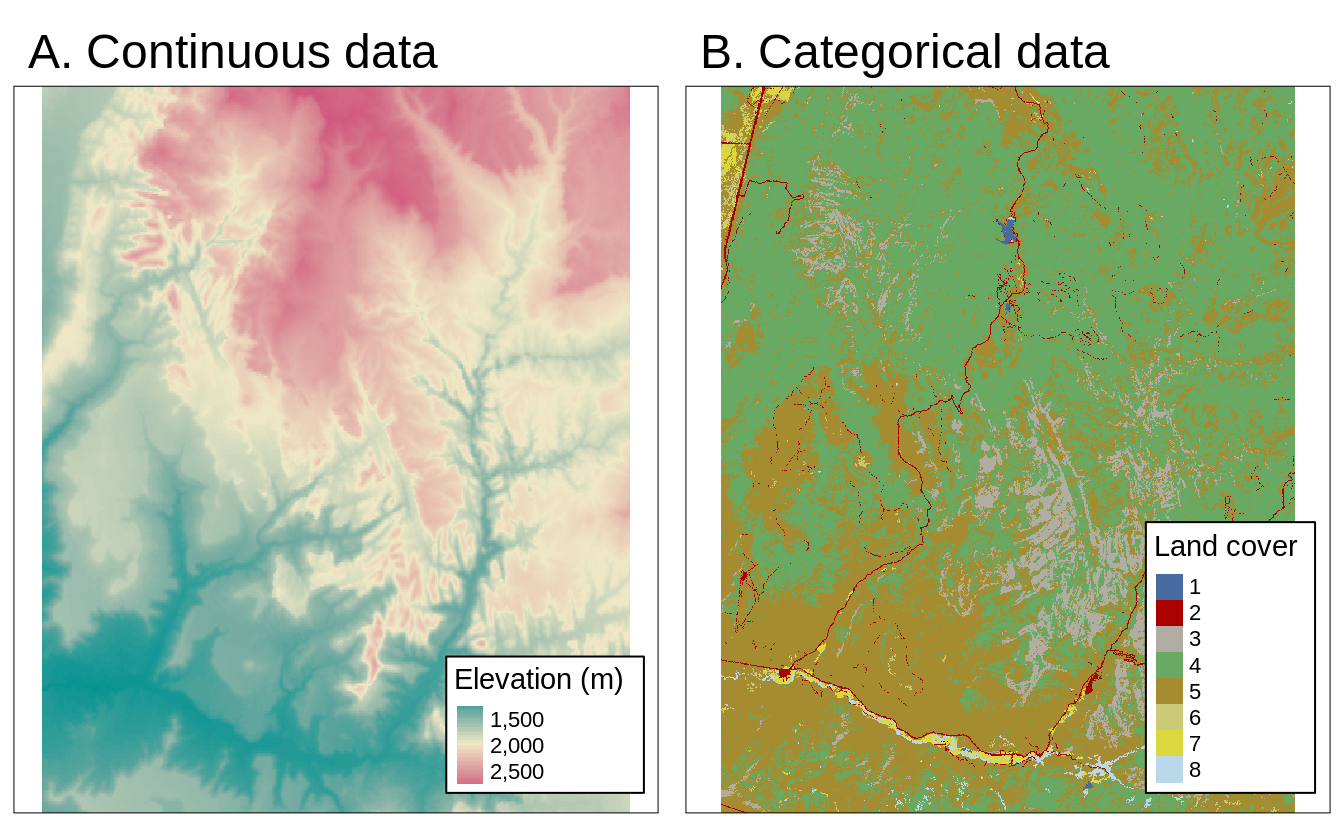 A. Continuous data
B. Categorical data
Elevation (m)
1,500
2,000
2,500
Land cover
1
2
3
4
5
6
7
8